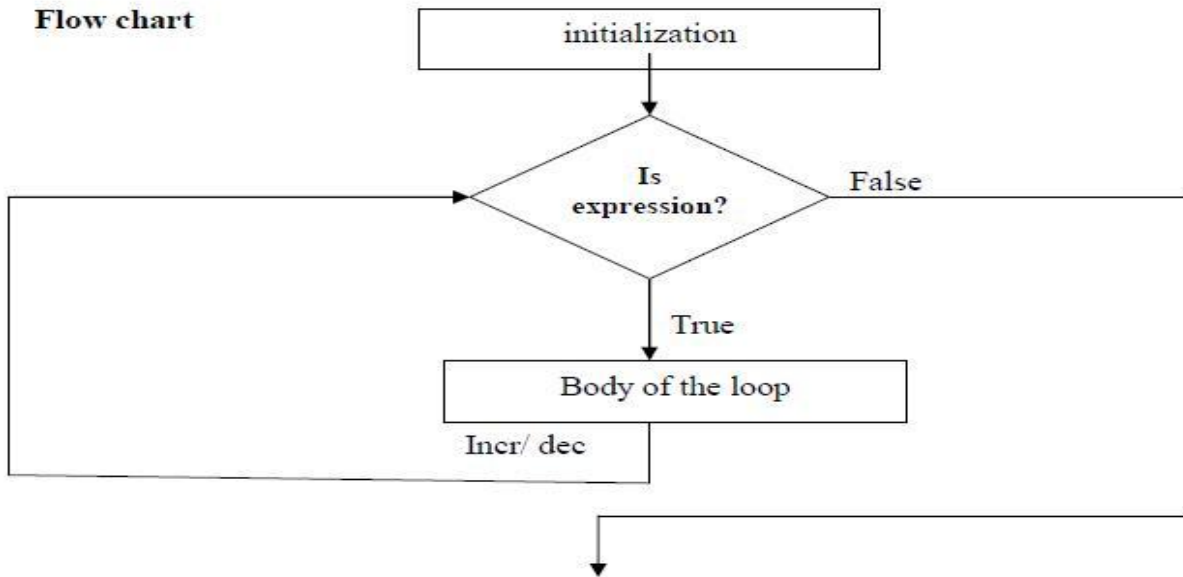 Flow chart
initialization
Is
expression?
False
True
Body of the loop
Incr/ dec